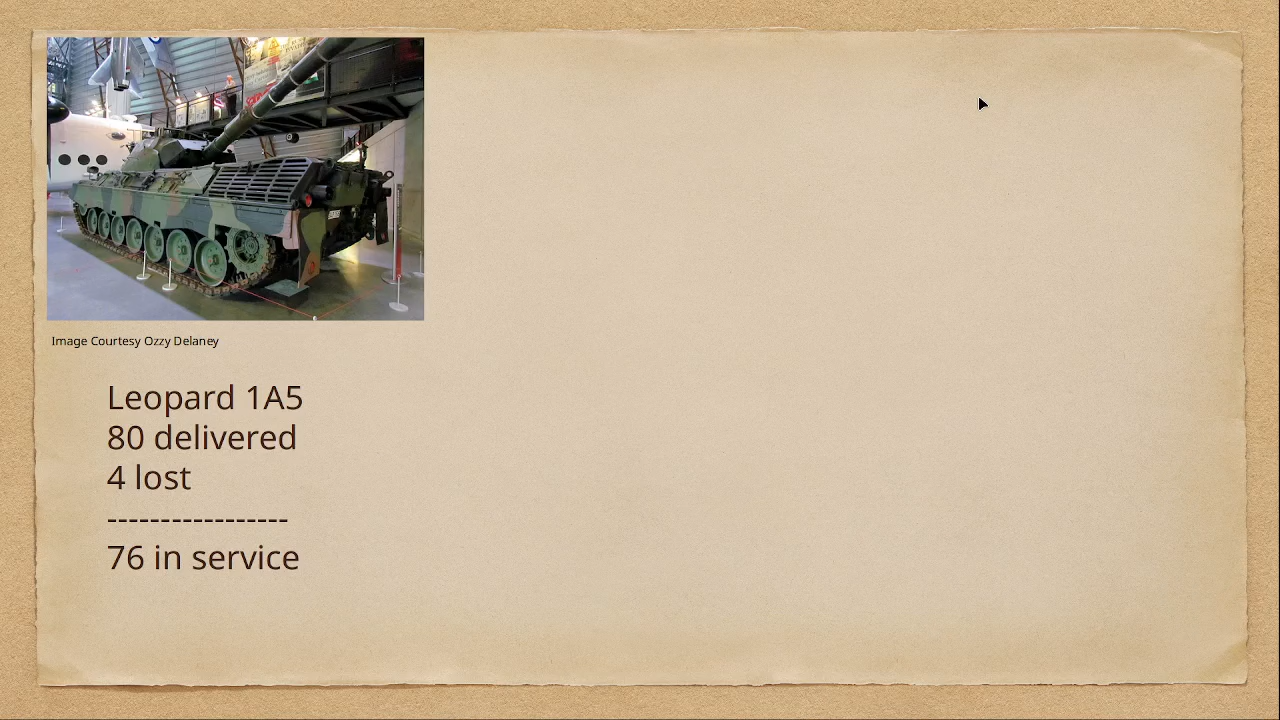 Image Courtesy Ozzy Delaney
Leopard 1A5
80 delivered
4 lost
-----------------
76 in service